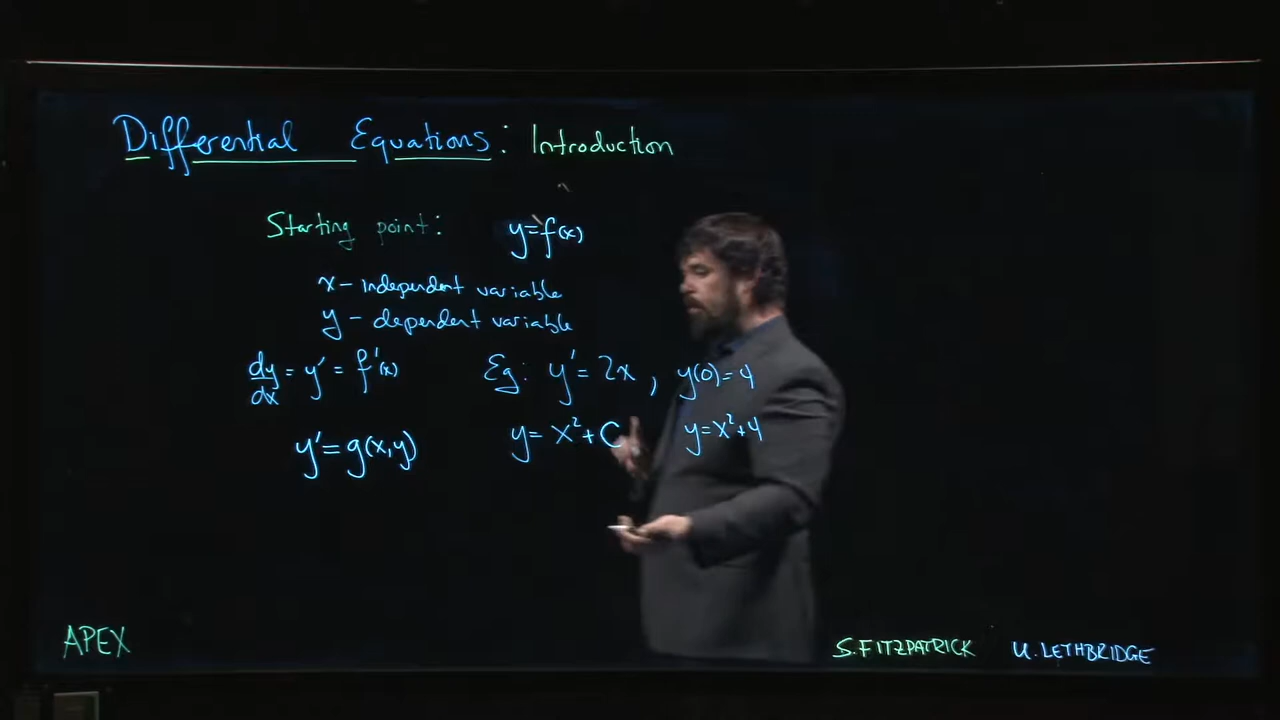 Differential Equations: Introduction
Starting point: y=f(x)
x – independent variable
y – dependent variable
dy/dx = y' = f'(x)
Eg: y' = 2x, y(0)=4
y'=g(x,y)
y= x²+C
y=x²+4
APEX
S.FITZPATRICK
U.LETHBRIDGE